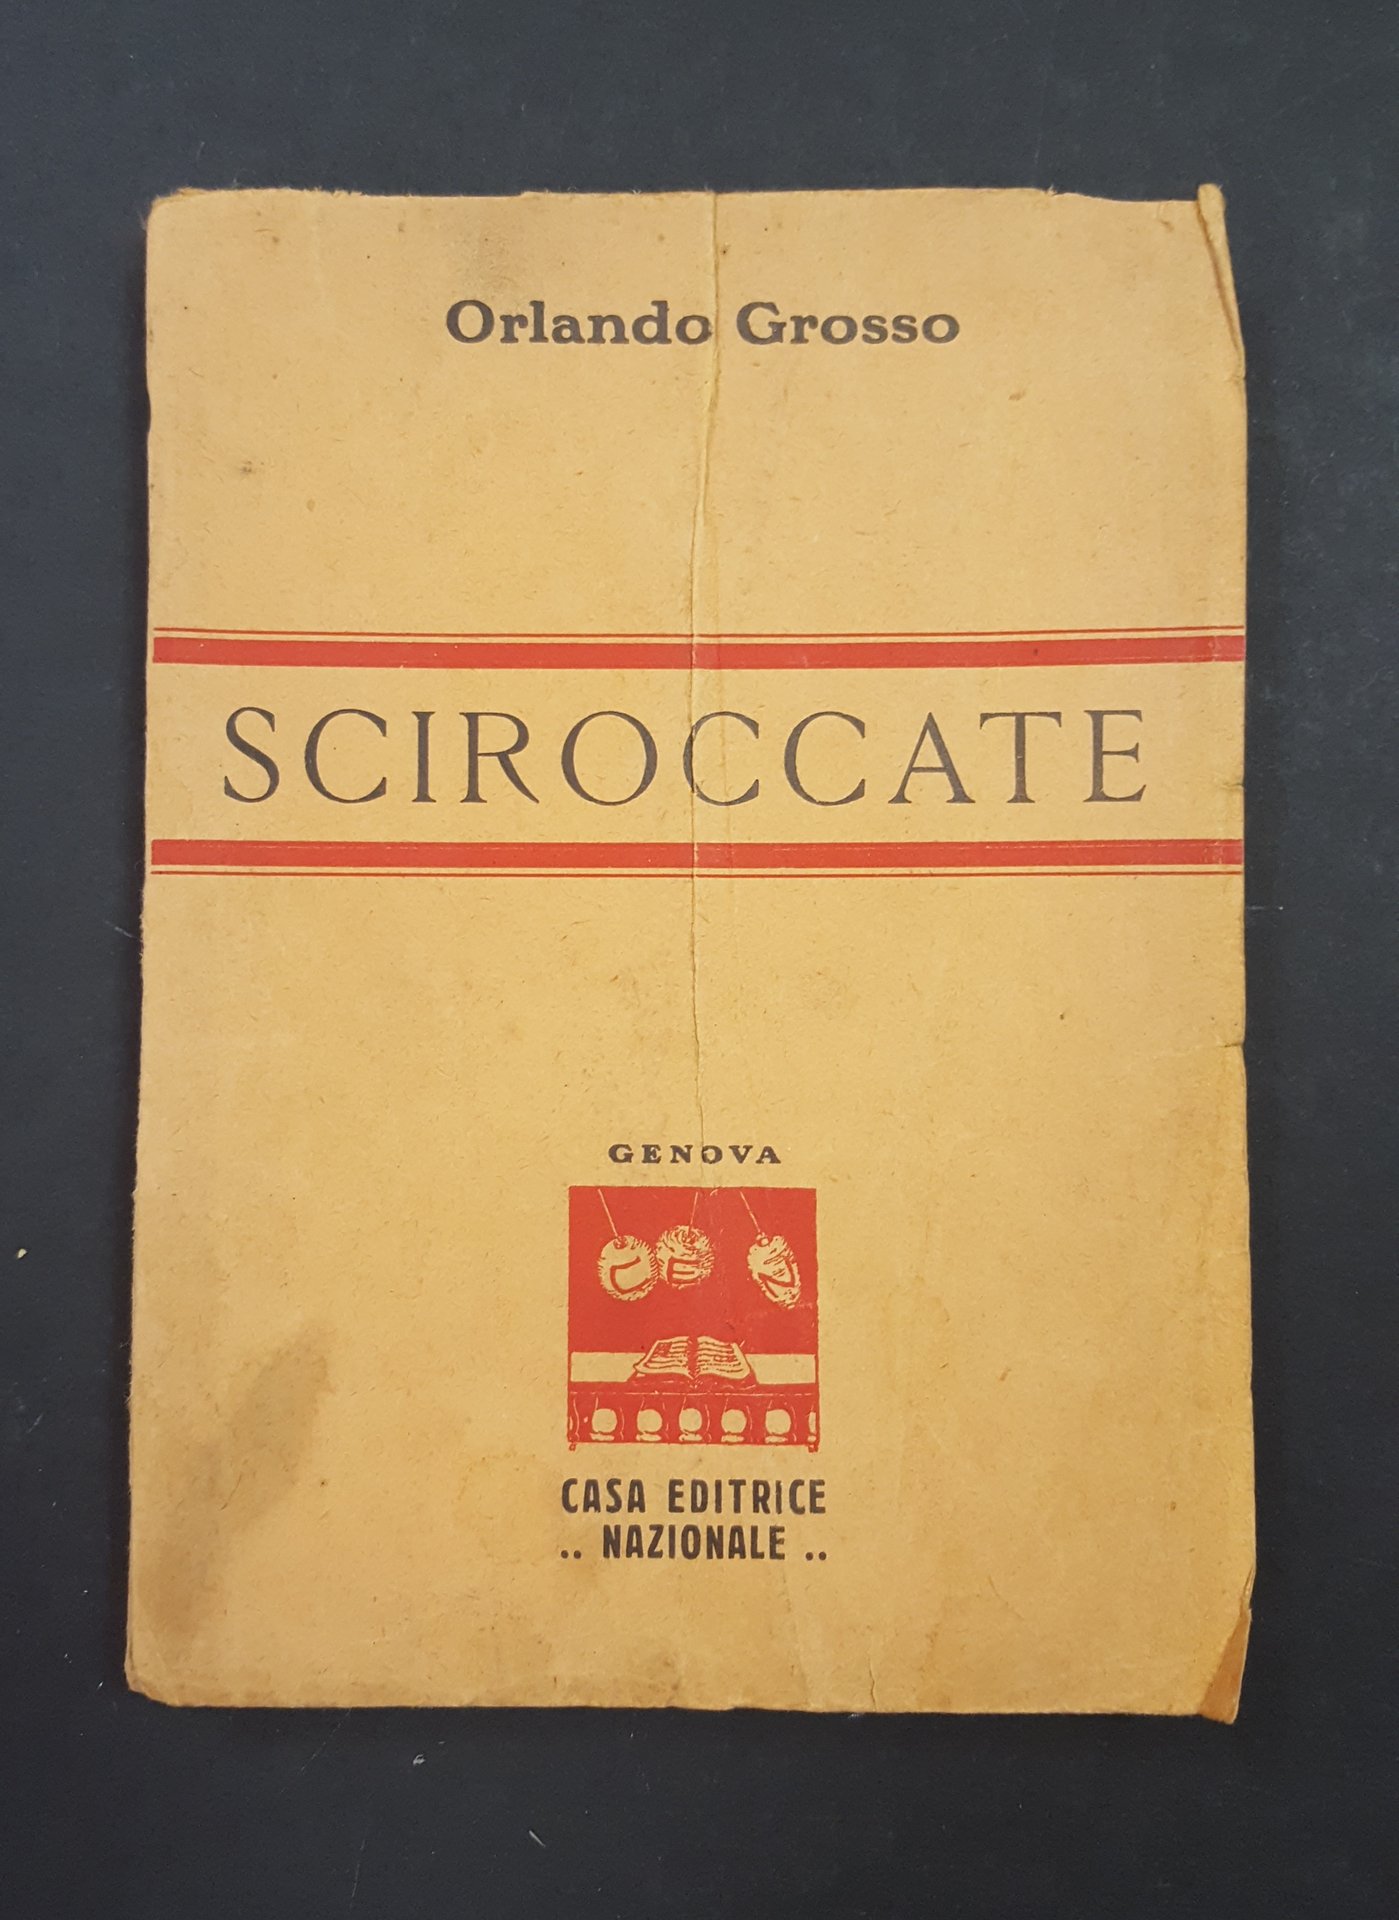 Orlando Grosso
SCIROCCATE
GENOVA
C E N
CASA EDITRICE
.. NAZIONALE ..